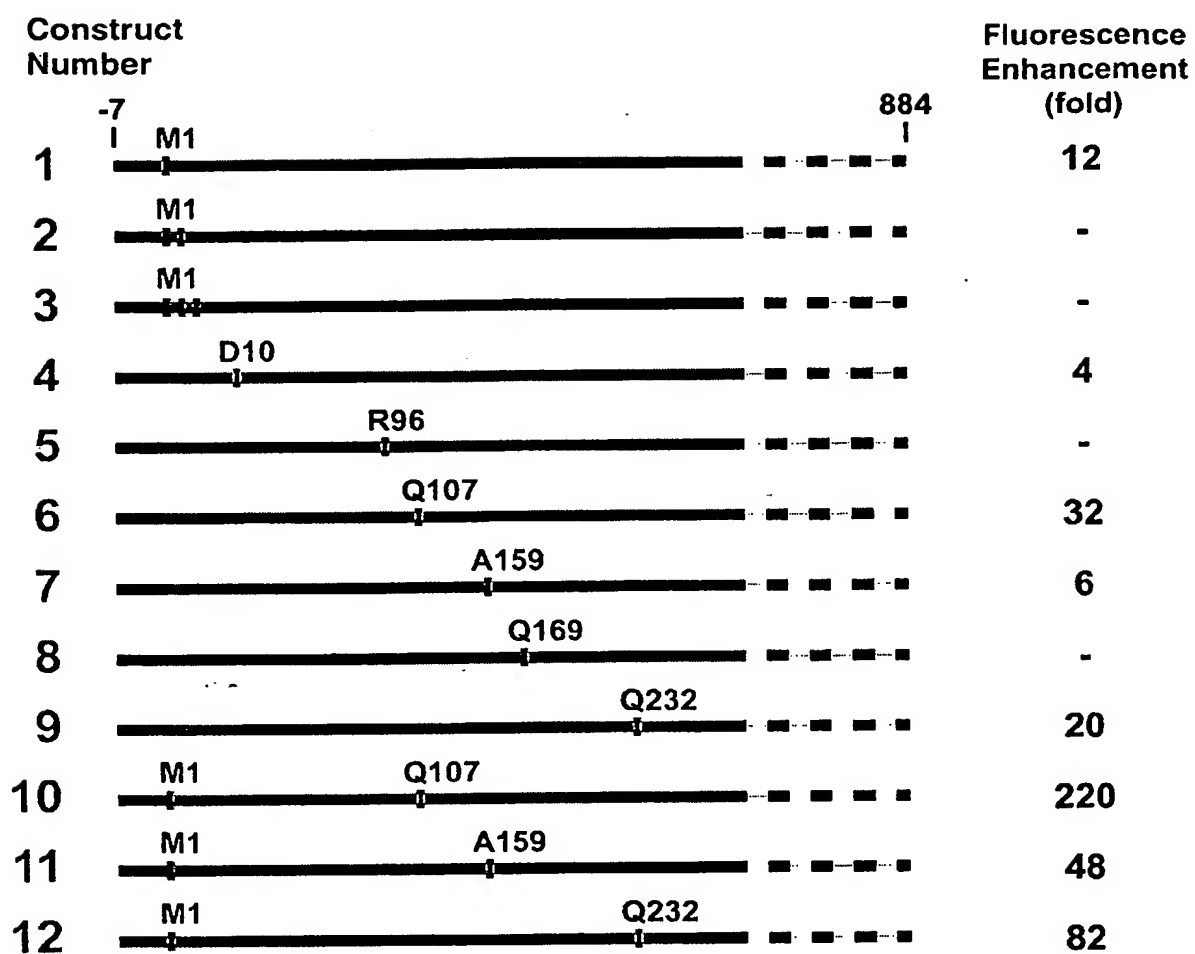 Construct Number
Fluorescence Enhancement (fold)
-7
884
1 M1 12
2 M1 -
3 M1 -
4 D10 4
5 R96 -
6 Q107 32
7 A159 6
8 Q169 -
9 Q232 20
10 M1 Q107 220
11 M1 A159 48
12 M1 Q232 82